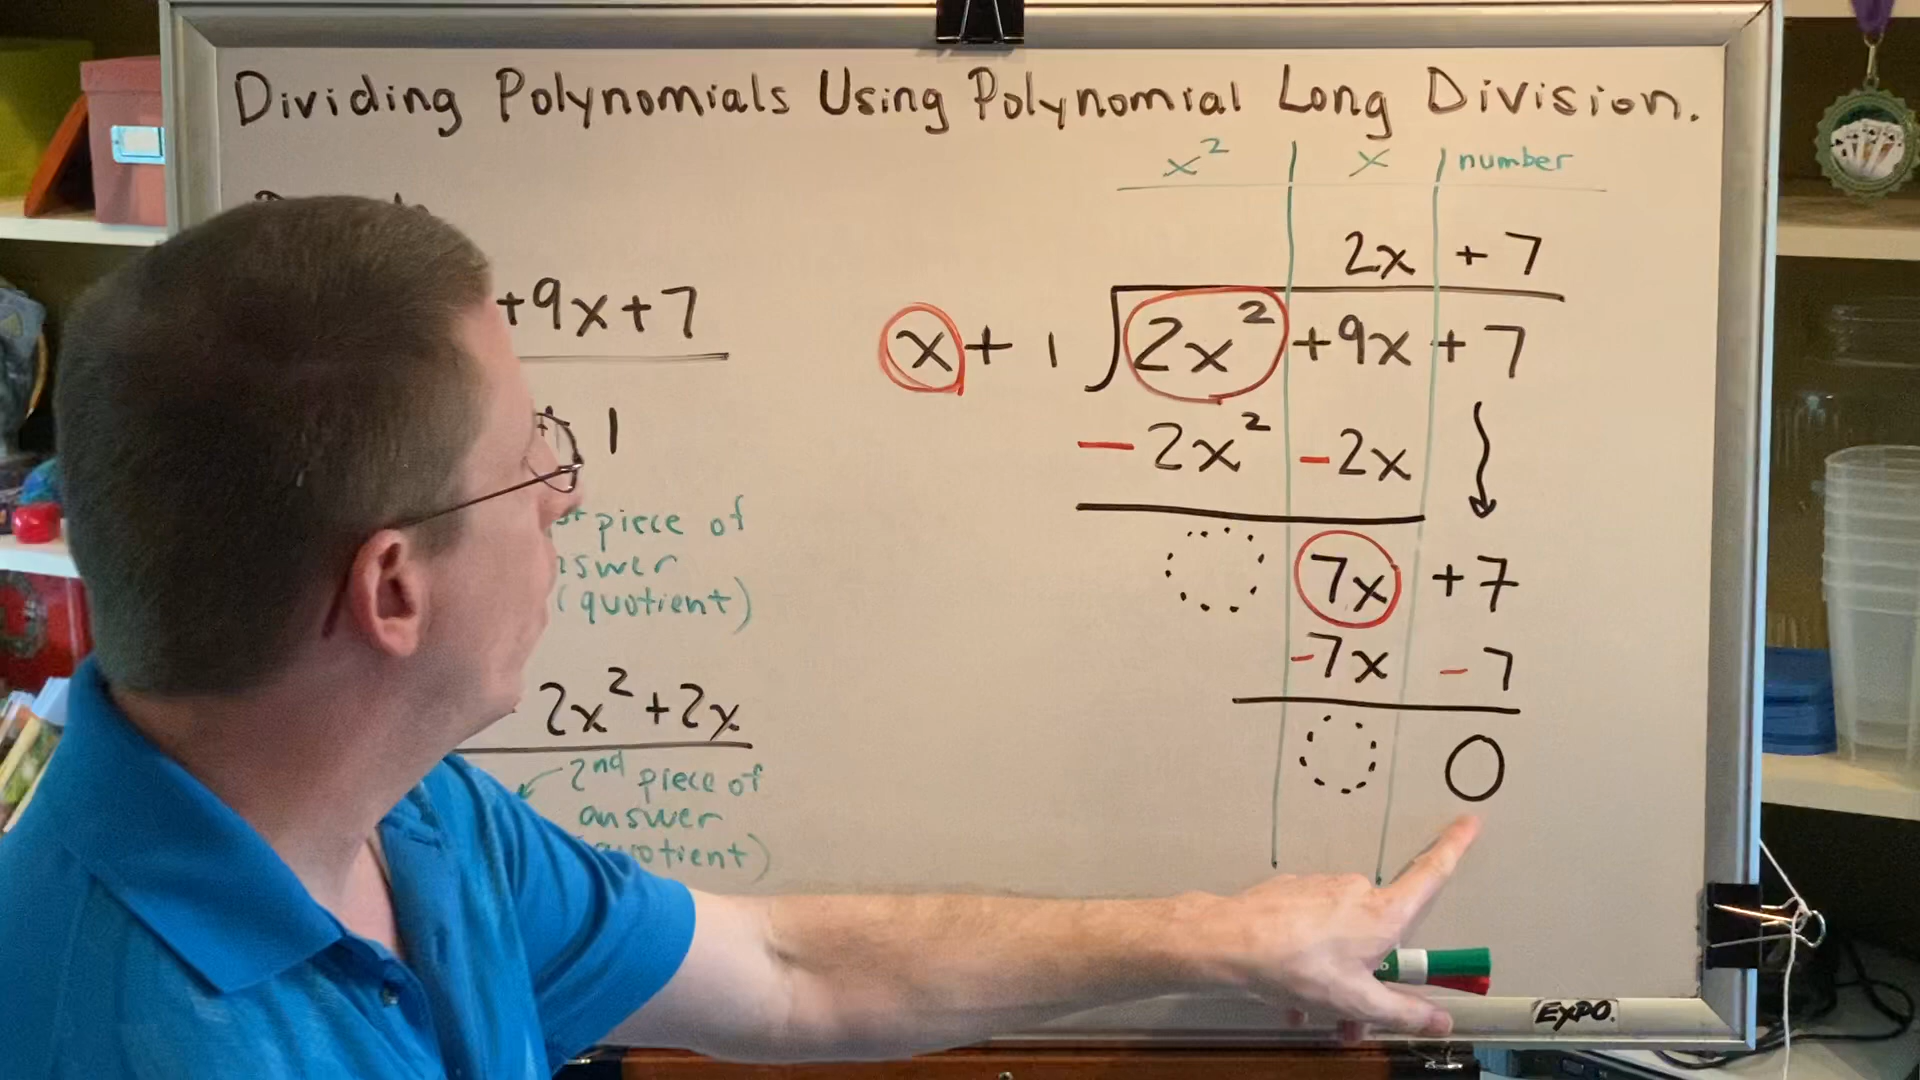 Dividing Polynomials Using Polynomial Long Division.
x² x number
+9x+7
1
piece of
(quotient)
2x²+2x
2nd piece of
answer
2x + 7
x + 1 2x² +9x + 7
- 2x² - 2x
7x + 7
-7x - 7
0
EXPO.